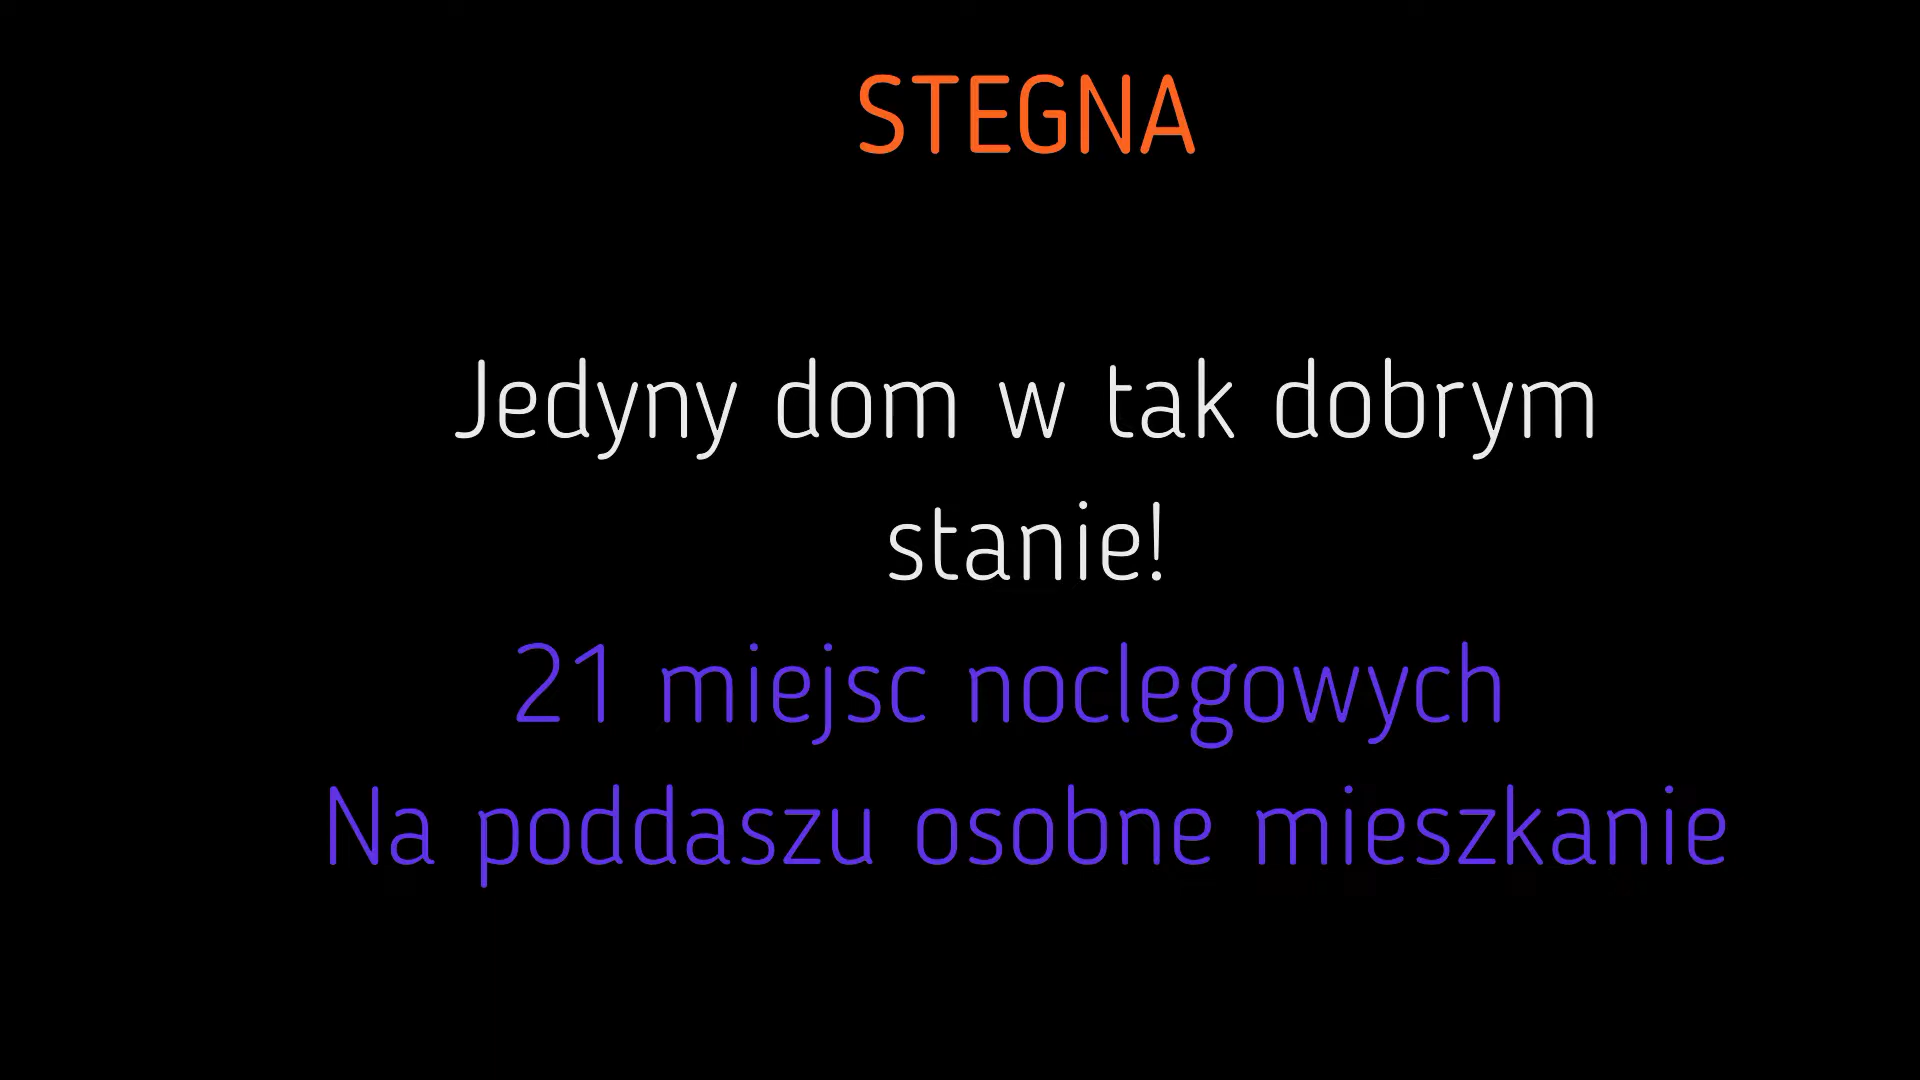 STEGNA
Jedyny dom w tak dobrym
stanie!
21 miejsc noclegowych
Na poddaszu osobne mieszkanie